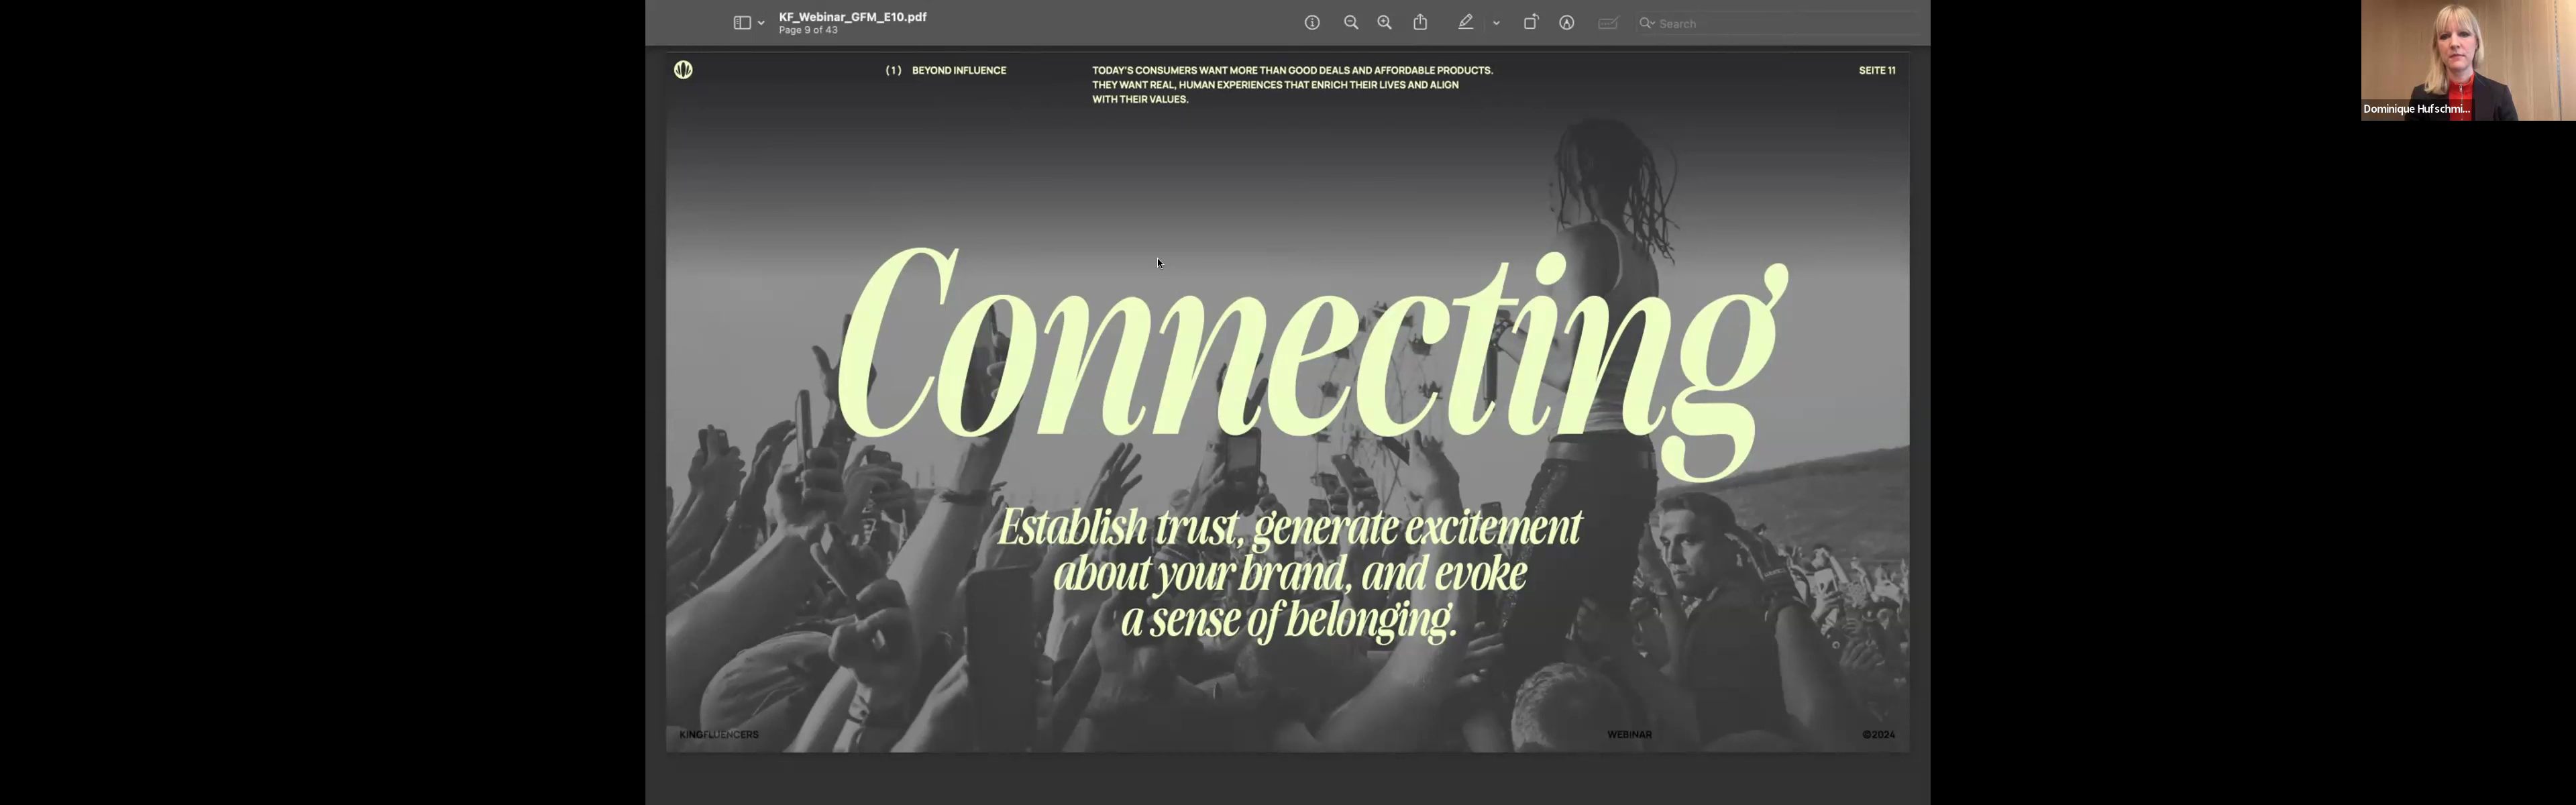 KF_Webinar_GFM_E10.pdf
Page 9 of 43
Search
(1) BEYOND INFLUENCE
TODAY'S CONSUMERS WANT MORE THAN GOOD DEALS AND AFFORDABLE PRODUCTS.
THEY WANT REAL, HUMAN EXPERIENCES THAT ENRICH THEIR LIVES AND ALIGN
WITH THEIR VALUES.
SEITE 11
Dominique Hufschmi...
Connecting
Establish trust, generate excitement
about your brand, and evoke
a sense of belonging.
KINGFLUENCERS
WEBINAR
©2024